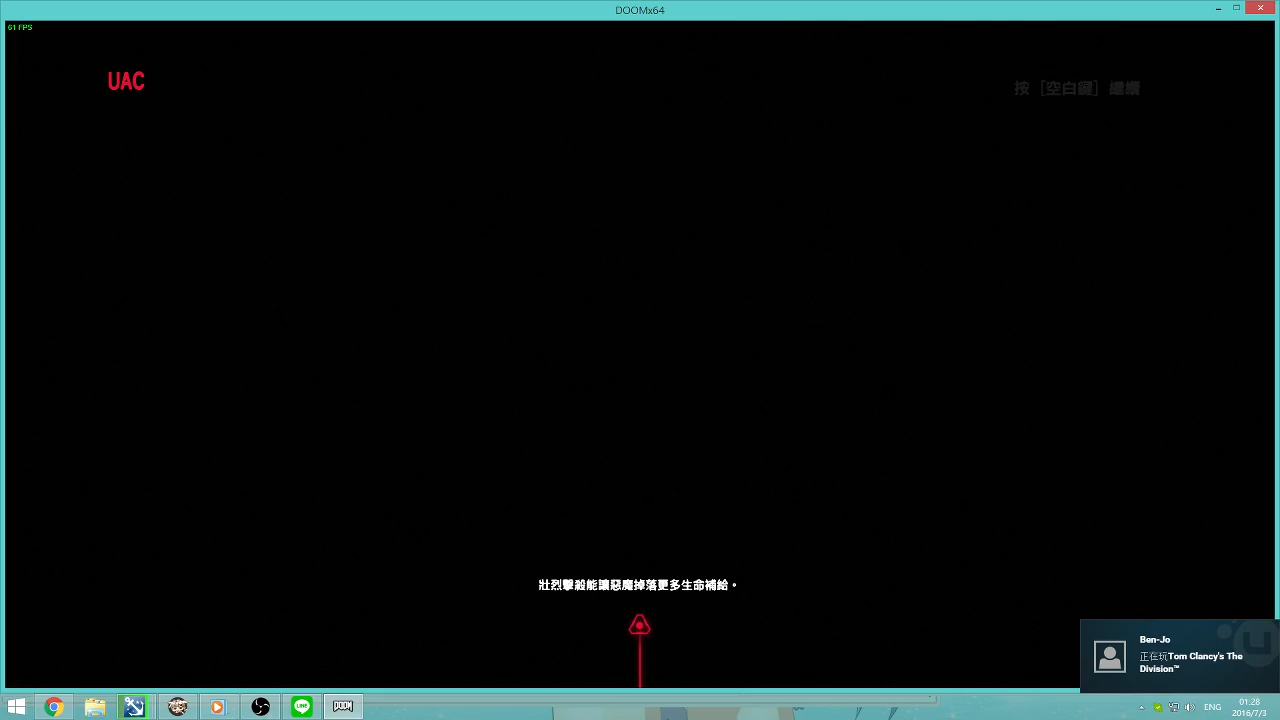 DOOMx64
61 FPS
UAC
按 [空白鍵] 繼續
壯烈擊殺能讓惡魔掉落更多生命補給。
Ben-Jo
正在玩Tom Clancy's The
Division™
LINE
DOOM
ENG
01:28
2016/7/3